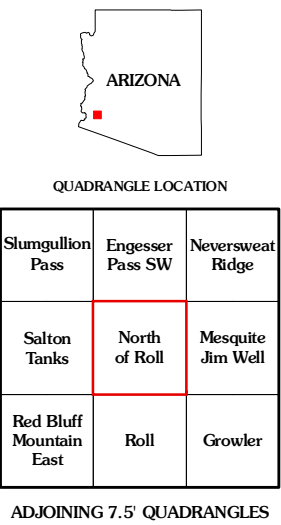 ARIZONA
QUADRANGLE LOCATION
Slumgullion
Pass
Engesser
Pass SW
Neversweat
Ridge
Salton
Tanks
North
of Roll
Mesquite
Jim Well
Red Bluff
Mountain
East
Roll
Growler
ADJOINING 7.5' QUADRANGLES